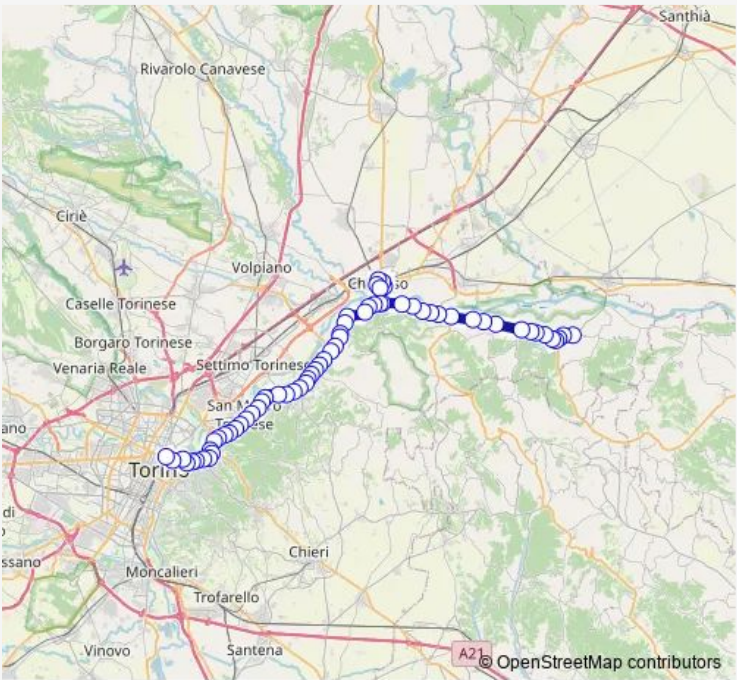 Santhià
Rivarolo Canavese
Ciriè
Volpiano
Caselle Torinese
Borgaro Torinese
Venaria Reale
Settimo Torinese
Torino
Chieri
Moncalieri
Trofarello
Vinovo
Santena
A21
© OpenStreetMap contributors